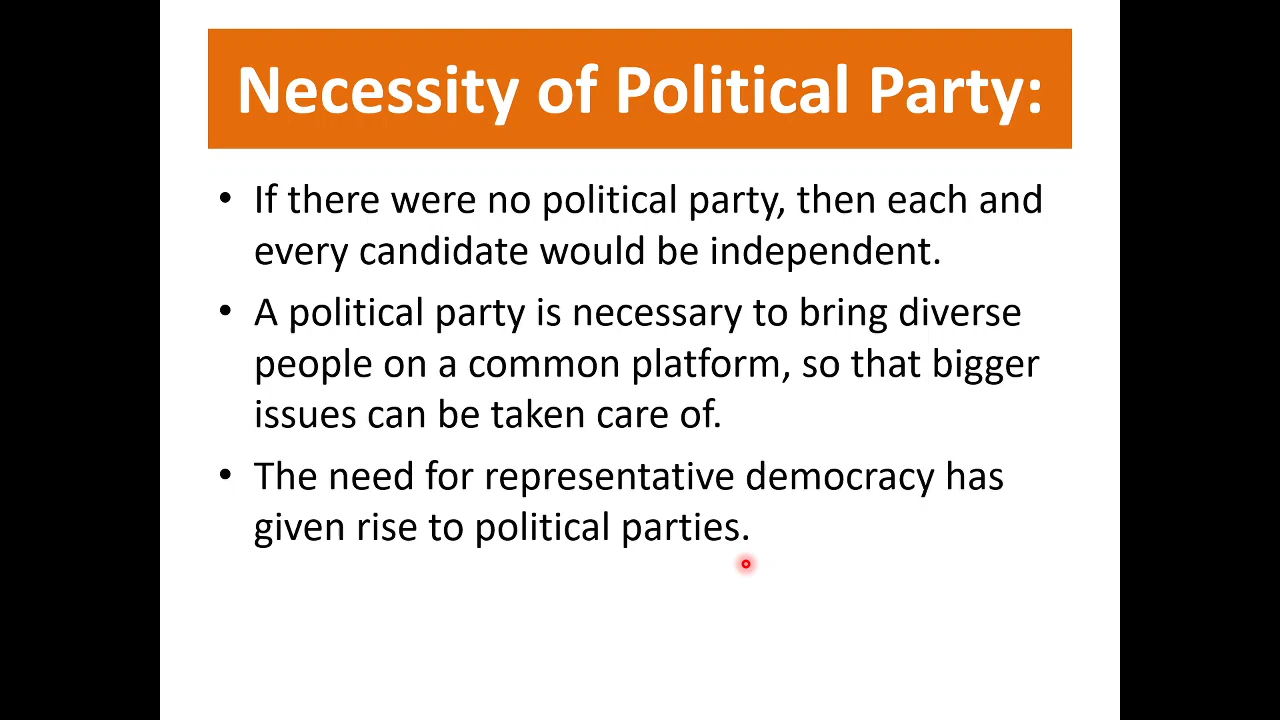 Necessity of Political Party:
• If there were no political party, then each and
every candidate would be independent.
• A political party is necessary to bring diverse
people on a common platform, so that bigger
issues can be taken care of.
• The need for representative democracy has
given rise to political parties.